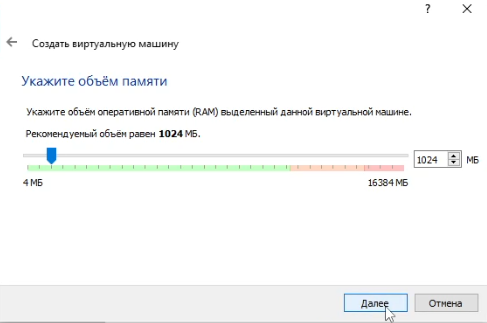 ?
Создать виртуальную машину
Укажите объём памяти
Укажите объём оперативной памяти (RAM) выделенный данной виртуальной машине.
Рекомендуемый объём равен 1024 МБ.
1024 МБ
4 МБ 16384 МБ
Далее Отмена